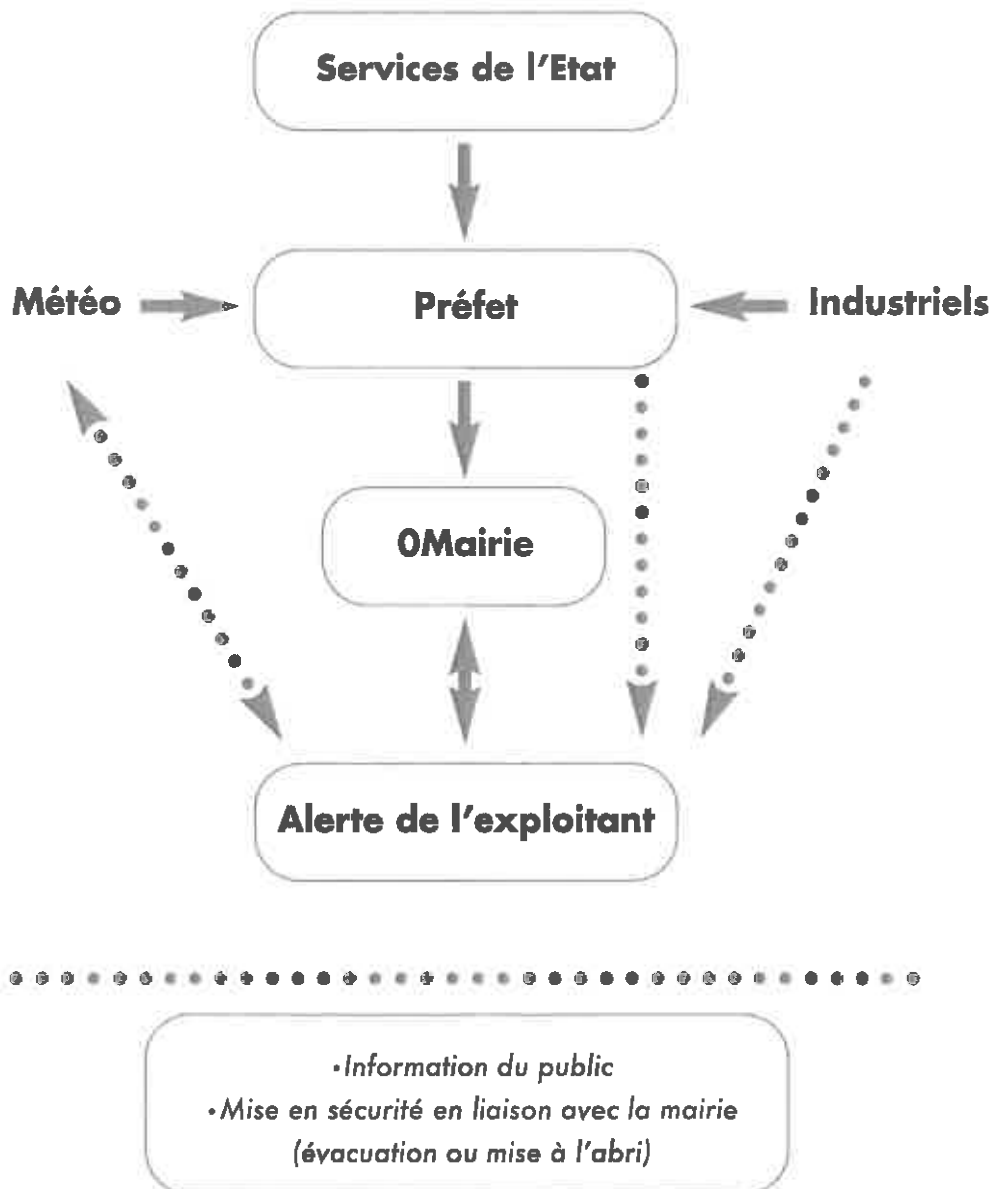 Services de l'Etat
Météo
Préfet
Industriels
0Mairie
Alerte de l'exploitant
•Information du public
•Mise en sécurité en liaison avec la mairie
(évacuation ou mise à l'abri)